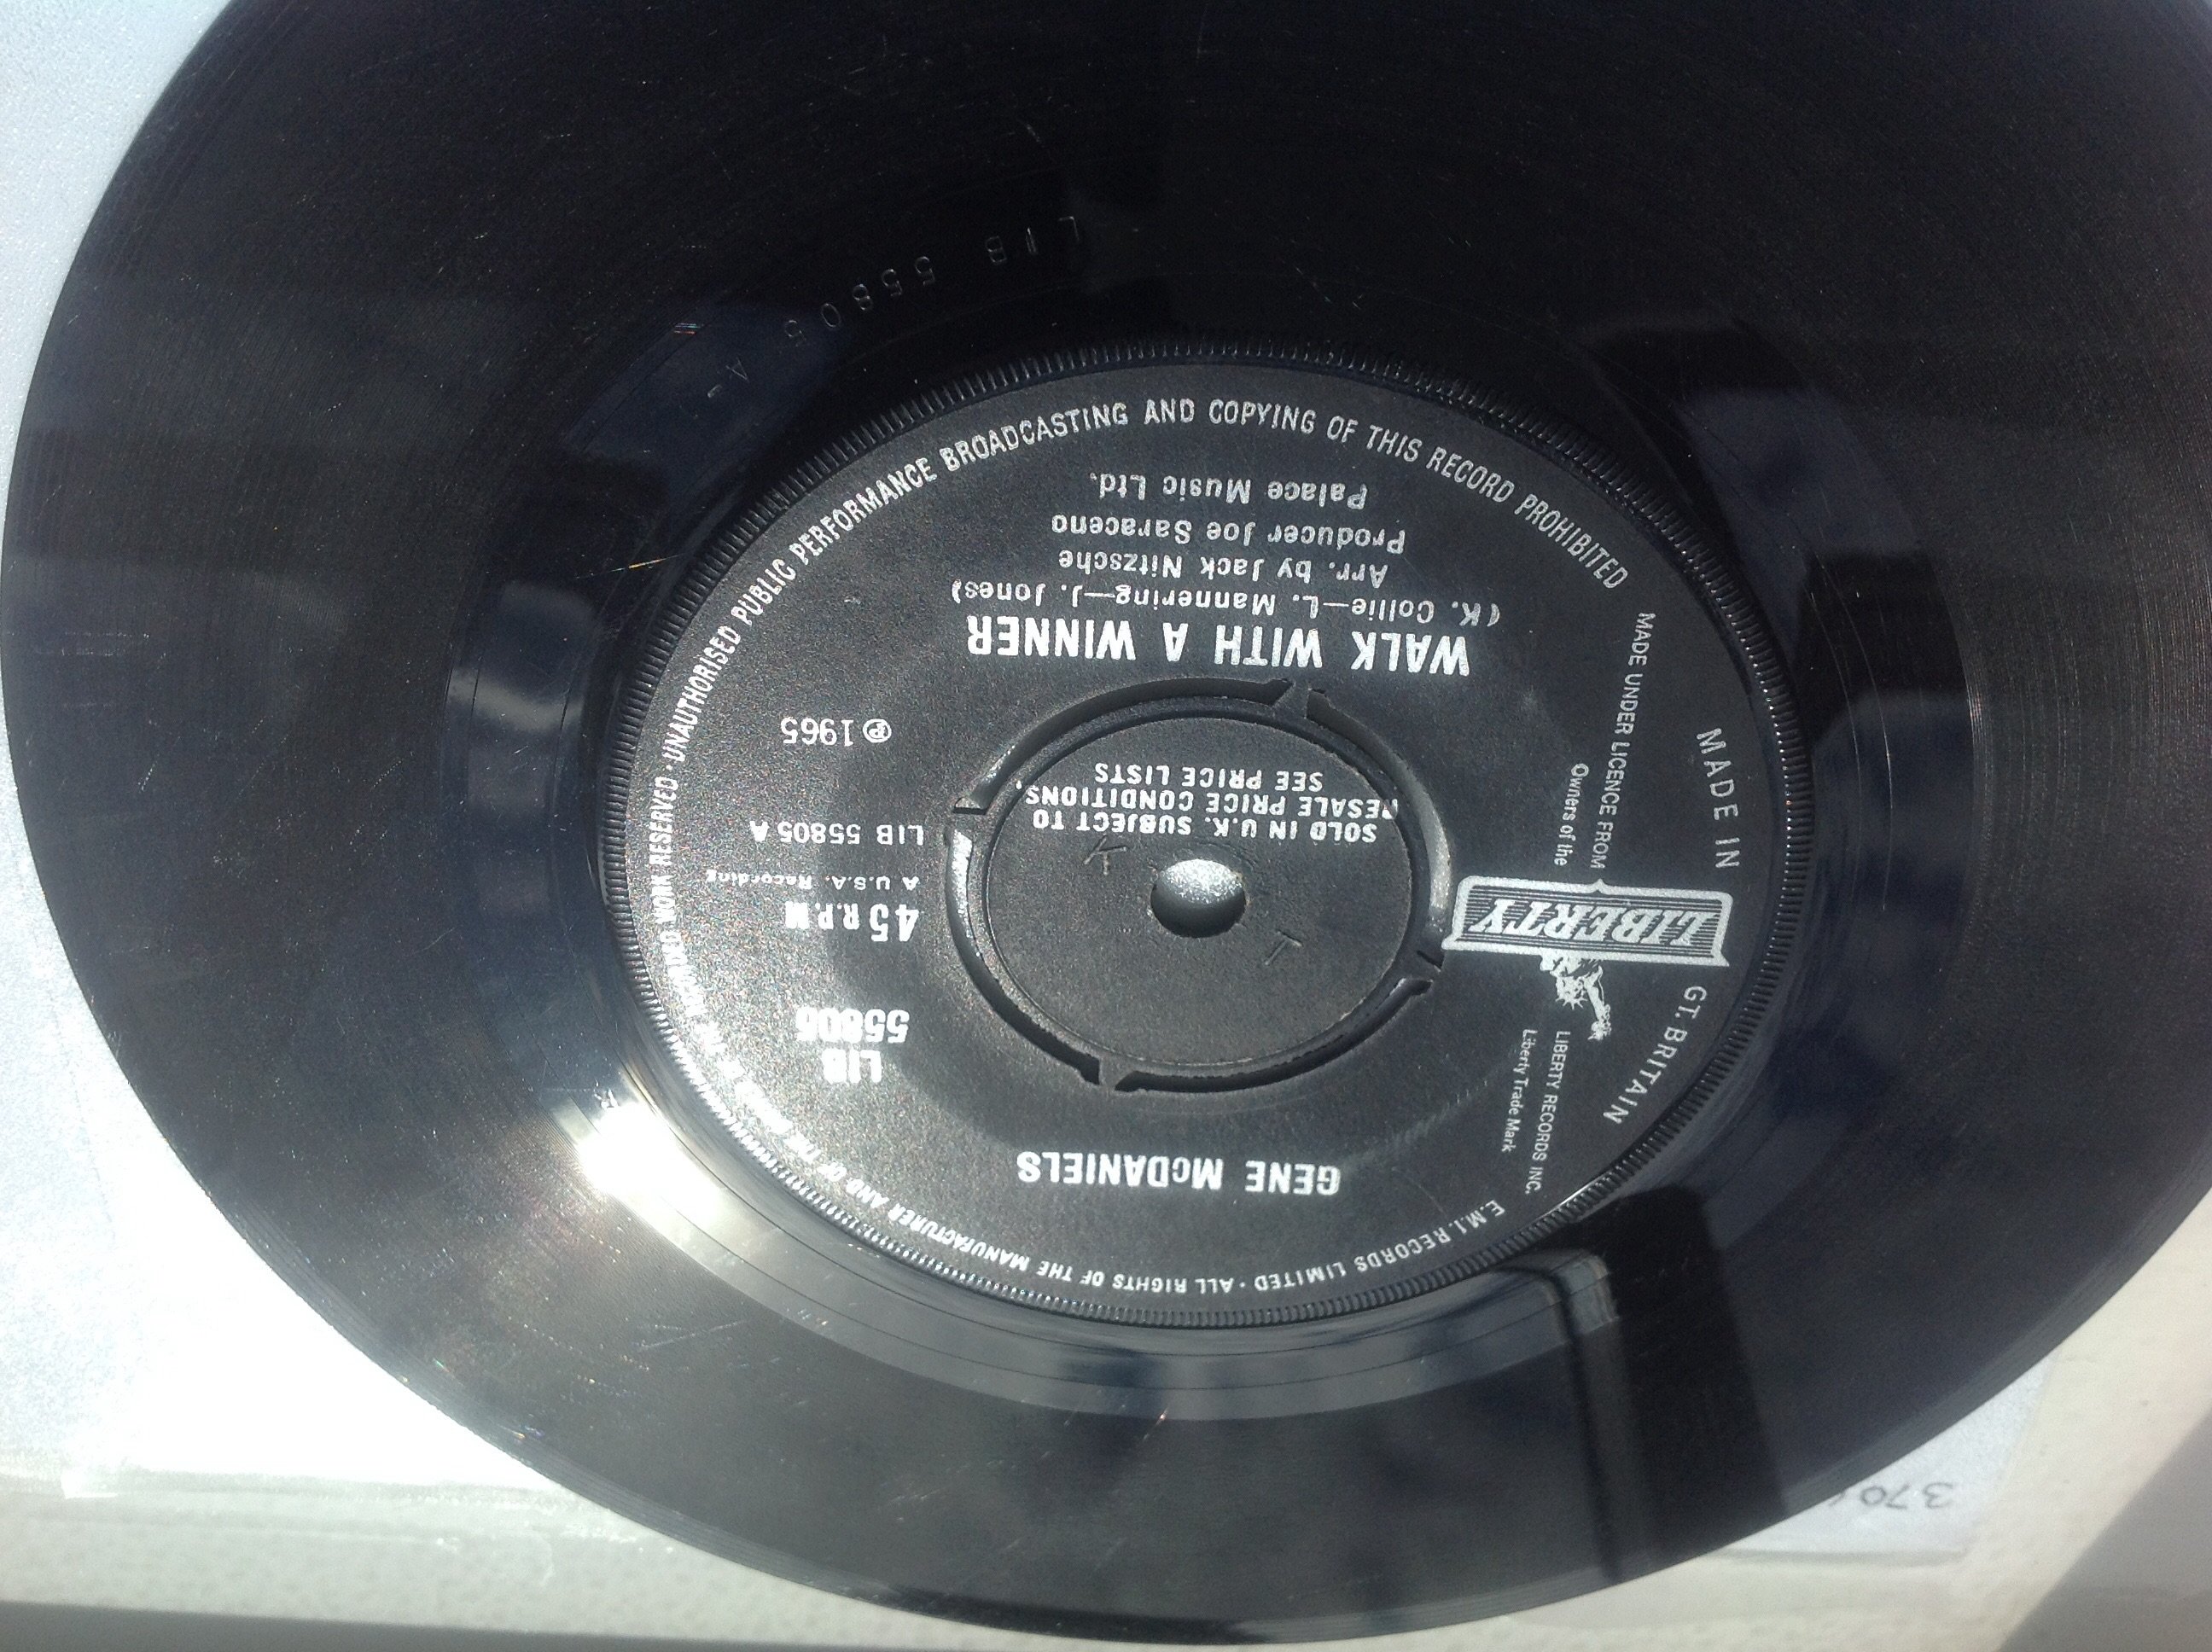 E.M.I. RECORDS LIMITED · ALL RIGHTS OF THE MANUFACTURER AND OF THE RECORDED WORK RESERVED · UNAUTHORISED PUBLIC PERFORMANCE BROADCASTING AND COPYING OF THIS RECORD PROHIBITED
MADE IN GT. BRITAIN
MADE UNDER LICENCE FROM LIBERTY RECORDS INC.
Owners of the Liberty Trade Mark
LIBERTY
GENE McDANIELS
LIB
55805
45 R.P.M
A U.S.A. Recording
LIB 55805 A
℗ 1965
SOLD IN U.K. SUBJECT TO
RESALE PRICE CONDITIONS,
SEE PRICE LISTS
K T
WALK WITH A WINNER
(K. Collie—L. Mannering—J. Jones)
Arr. by Jack Nitzsche
Producer Joe Saraceno
Palace Music Ltd.
LIB 55805 A-